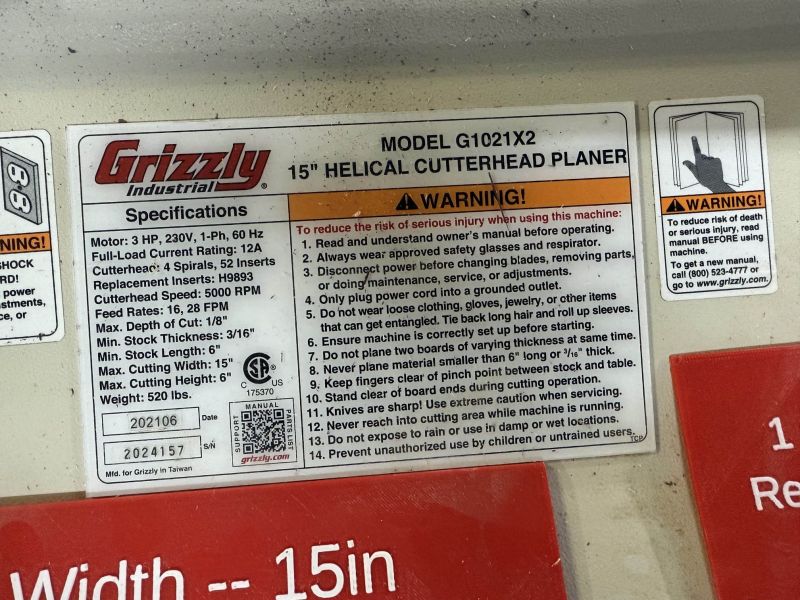 Grizzly
Industrial®
MODEL G1021X2
15" HELICAL CUTTERHEAD PLANER
Specifications
Motor: 3 HP, 230V, 1-Ph, 60 Hz
Full-Load Current Rating: 12A
Cutterhead: 4 Spirals, 52 Inserts
Replacement Inserts: H9893
Cutterhead Speed: 5000 RPM
Feed Rates: 16, 28 FPM
Max. Depth of Cut: 1/8"
Min. Stock Thickness: 3/16"
Min. Stock Length: 6"
Max. Cutting Width: 15"
Max. Cutting Height: 6"
Weight: 520 lbs.
C US
175370
202106 Date
2024157 S/N
Mfd. for Grizzly in Taiwan
MANUAL
SUPPORT
PARTS LIST
grizzly.com
WARNING!
To reduce the risk of serious injury when using this machine:
1. Read and understand owner's manual before operating.
2. Always wear approved safety glasses and respirator.
3. Disconnect power before changing blades, removing parts,
or doing maintenance, service, or adjustments.
4. Only plug power cord into a grounded outlet.
5. Do not wear loose clothing, gloves, jewelry, or other items
that can get entangled. Tie back long hair and roll up sleeves.
6. Ensure machine is correctly set up before starting.
7. Do not plane two boards of varying thickness at same time.
8. Never plane material smaller than 6" long or 3/16" thick.
9. Keep fingers clear of pinch point between stock and table.
10. Stand clear of board ends during cutting operation.
11. Knives are sharp! Use extreme caution when servicing.
12. Never reach into cutting area while machine is running.
13. Do not expose to rain or use in damp or wet locations.
14. Prevent unauthorized use by children or untrained users.
TCP
NING!
SHOCK
RD!
power
stments,
ce, or
WARNING!
To reduce risk of death
or serious injury, read
manual BEFORE using
machine.
To get a new manual,
call (800) 523-4777 or
go to www.grizzly.com.
Width -- 15in
1
Re